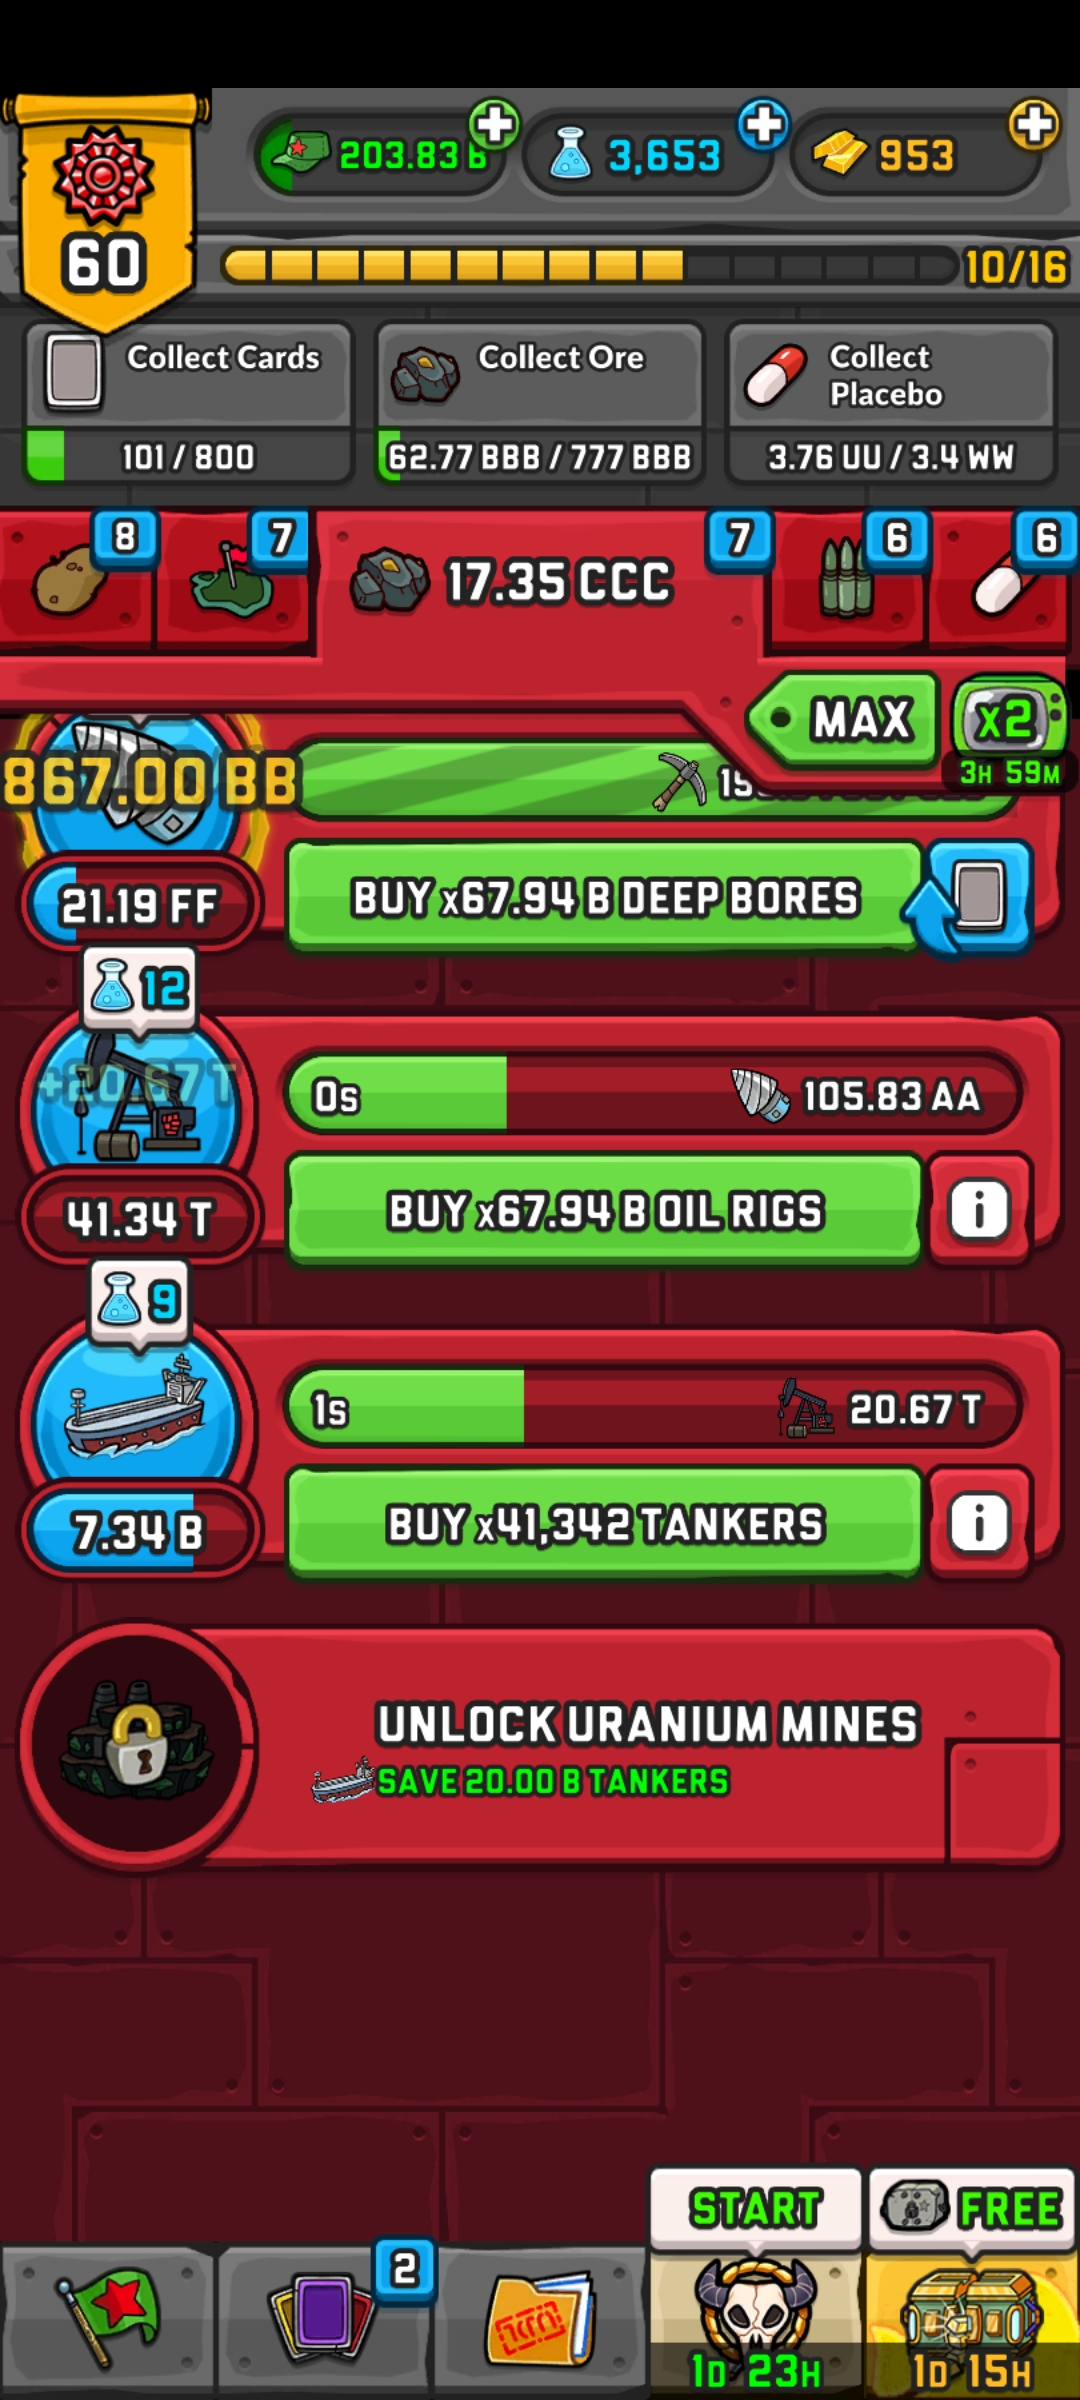 203.83 B
3,653
953
60
10/16
Collect Cards
Collect Ore
Collect
Placebo
101 / 800
62.77 BBB / 777 BBB
3.76 UU / 3.4 WW
8
7
17.35 CCC
7
6
6
MAX
x2
3H 59M
867.00 BB
21.19 FF
BUY x67.94 B DEEP BORES
12
+20.67 T
0s
105.83 AA
41.34 T
BUY x67.94 B OIL RIGS
i
9
1s
20.67 T
7.34 B
BUY x41,342 TANKERS
i
UNLOCK URANIUM MINES
SAVE 20.00 B TANKERS
START
FREE
2
1D 23H
1D 15H